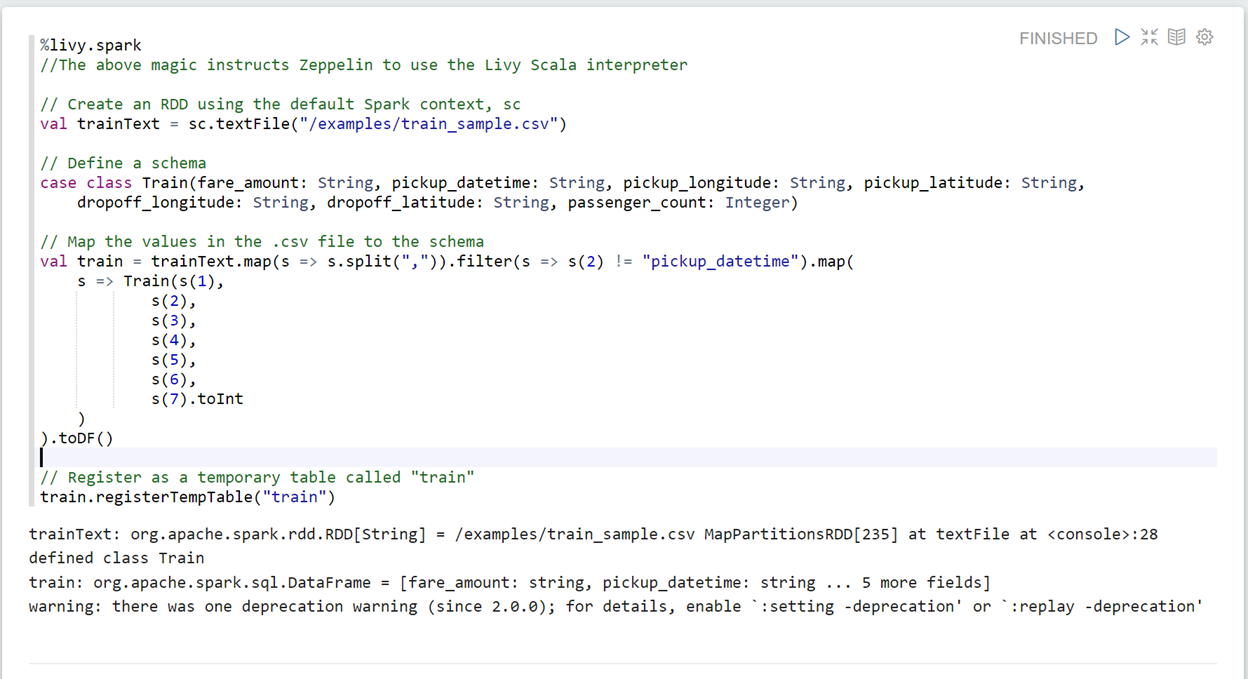 FINISHED
%livy.spark
//The above magic instructs Zeppelin to use the Livy Scala interpreter
// Create an RDD using the default Spark context, sc
val trainText = sc.textFile("/examples/train_sample.csv")
// Define a schema
case class Train(fare_amount: String, pickup_datetime: String, pickup_longitude: String, pickup_latitude: String,
    dropoff_longitude: String, dropoff_latitude: String, passenger_count: Integer)
// Map the values in the .csv file to the schema
val train = trainText.map(s => s.split(",")).filter(s => s(2) != "pickup_datetime").map(
    s => Train(s(1),
            s(2),
            s(3),
            s(4),
            s(5),
            s(6),
            s(7).toInt
    )
).toDF()
// Register as a temporary table called "train"
train.registerTempTable("train")
trainText: org.apache.spark.rdd.RDD[String] = /examples/train_sample.csv MapPartitionsRDD[235] at textFile at <console>:28
defined class Train
train: org.apache.spark.sql.DataFrame = [fare_amount: string, pickup_datetime: string ... 5 more fields]
warning: there was one deprecation warning (since 2.0.0); for details, enable `:setting -deprecation' or `:replay -deprecation'